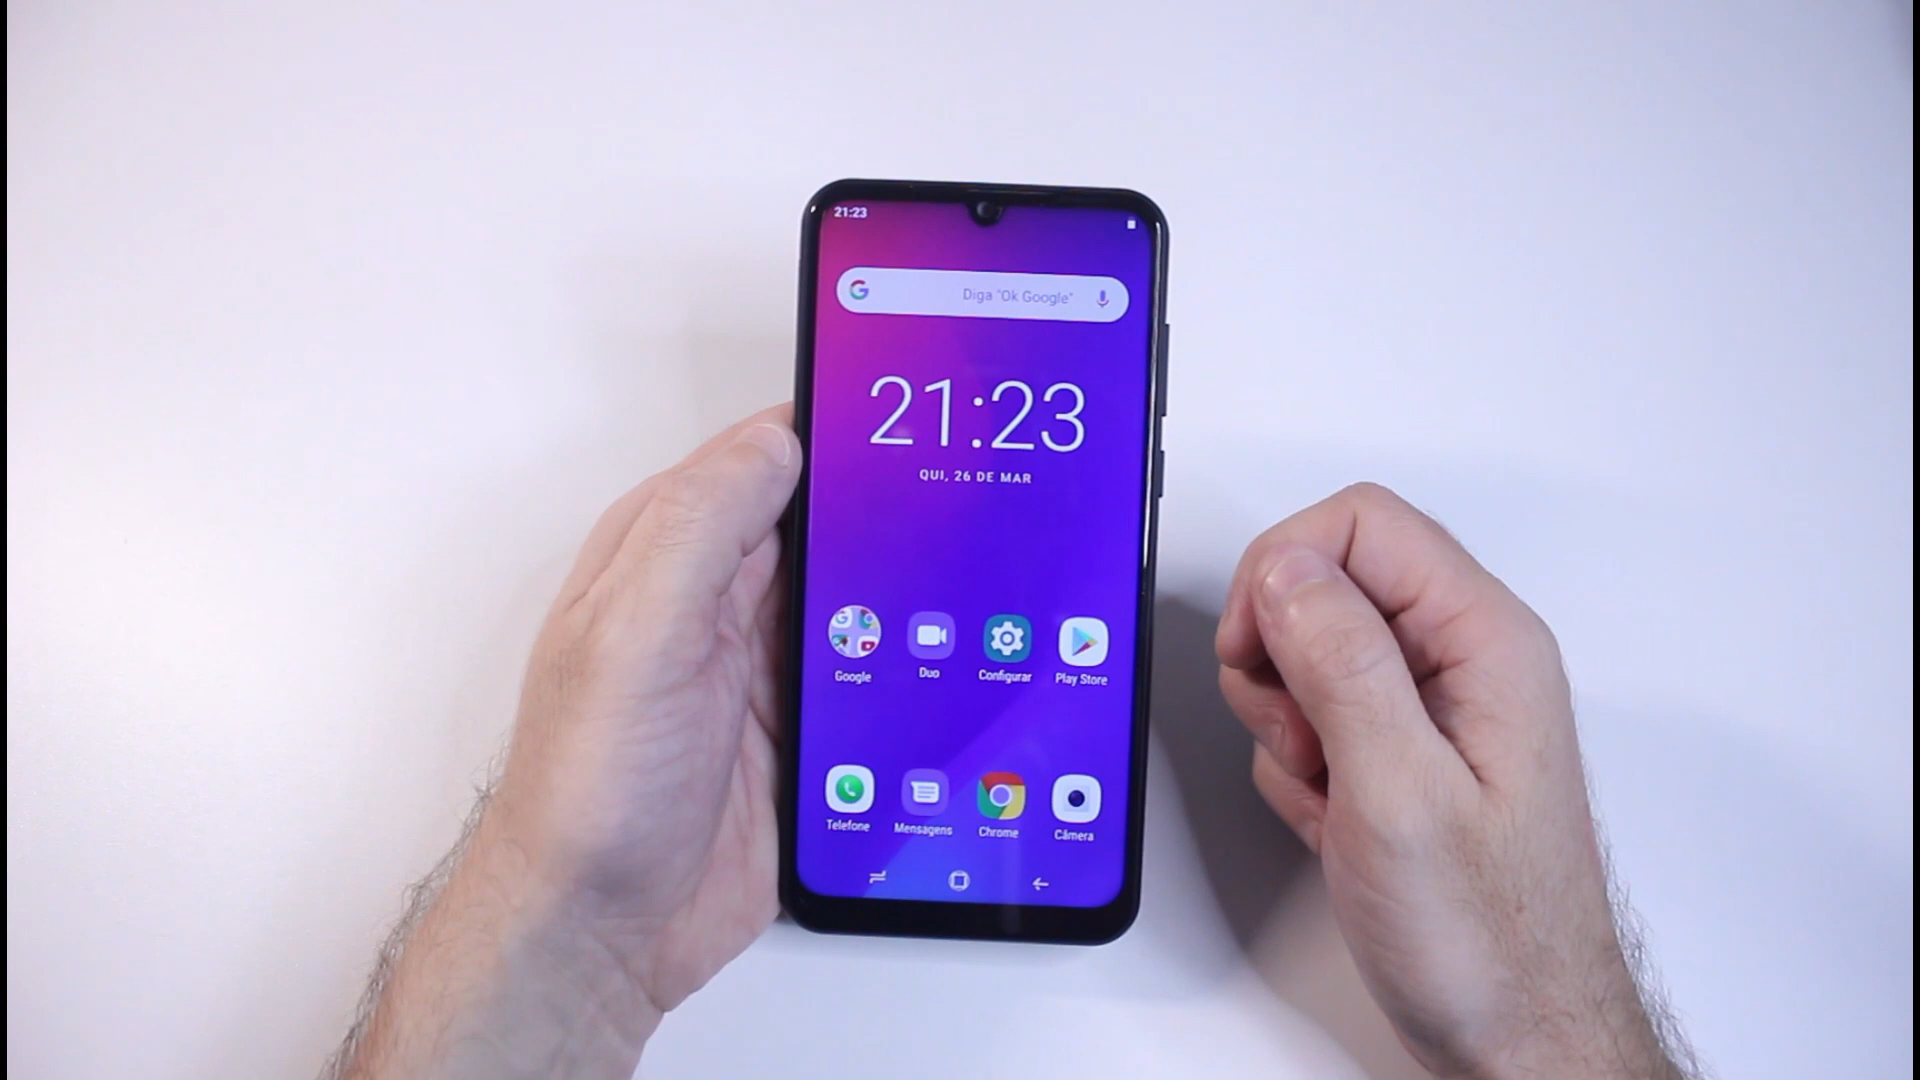 21:23
Diga "Ok Google"
21:23
QUI, 26 DE MAR
Google
Duo
Configurar
Play Store
Telefone
Mensagens
Chrome
Câmera